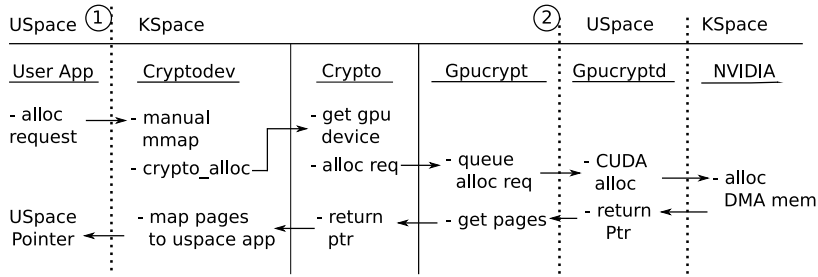 USpace ① KSpace ② USpace KSpace
User App Cryptodev Crypto Gpucrypt Gpucryptd NVIDIA
- alloc
request
- manual
mmap
- crypto_alloc
- get gpu
device
- alloc req
- queue
alloc req
- CUDA
alloc
- alloc
DMA mem
USpace
Pointer
- map pages
to uspace app
- return
ptr
- get pages
- return
Ptr